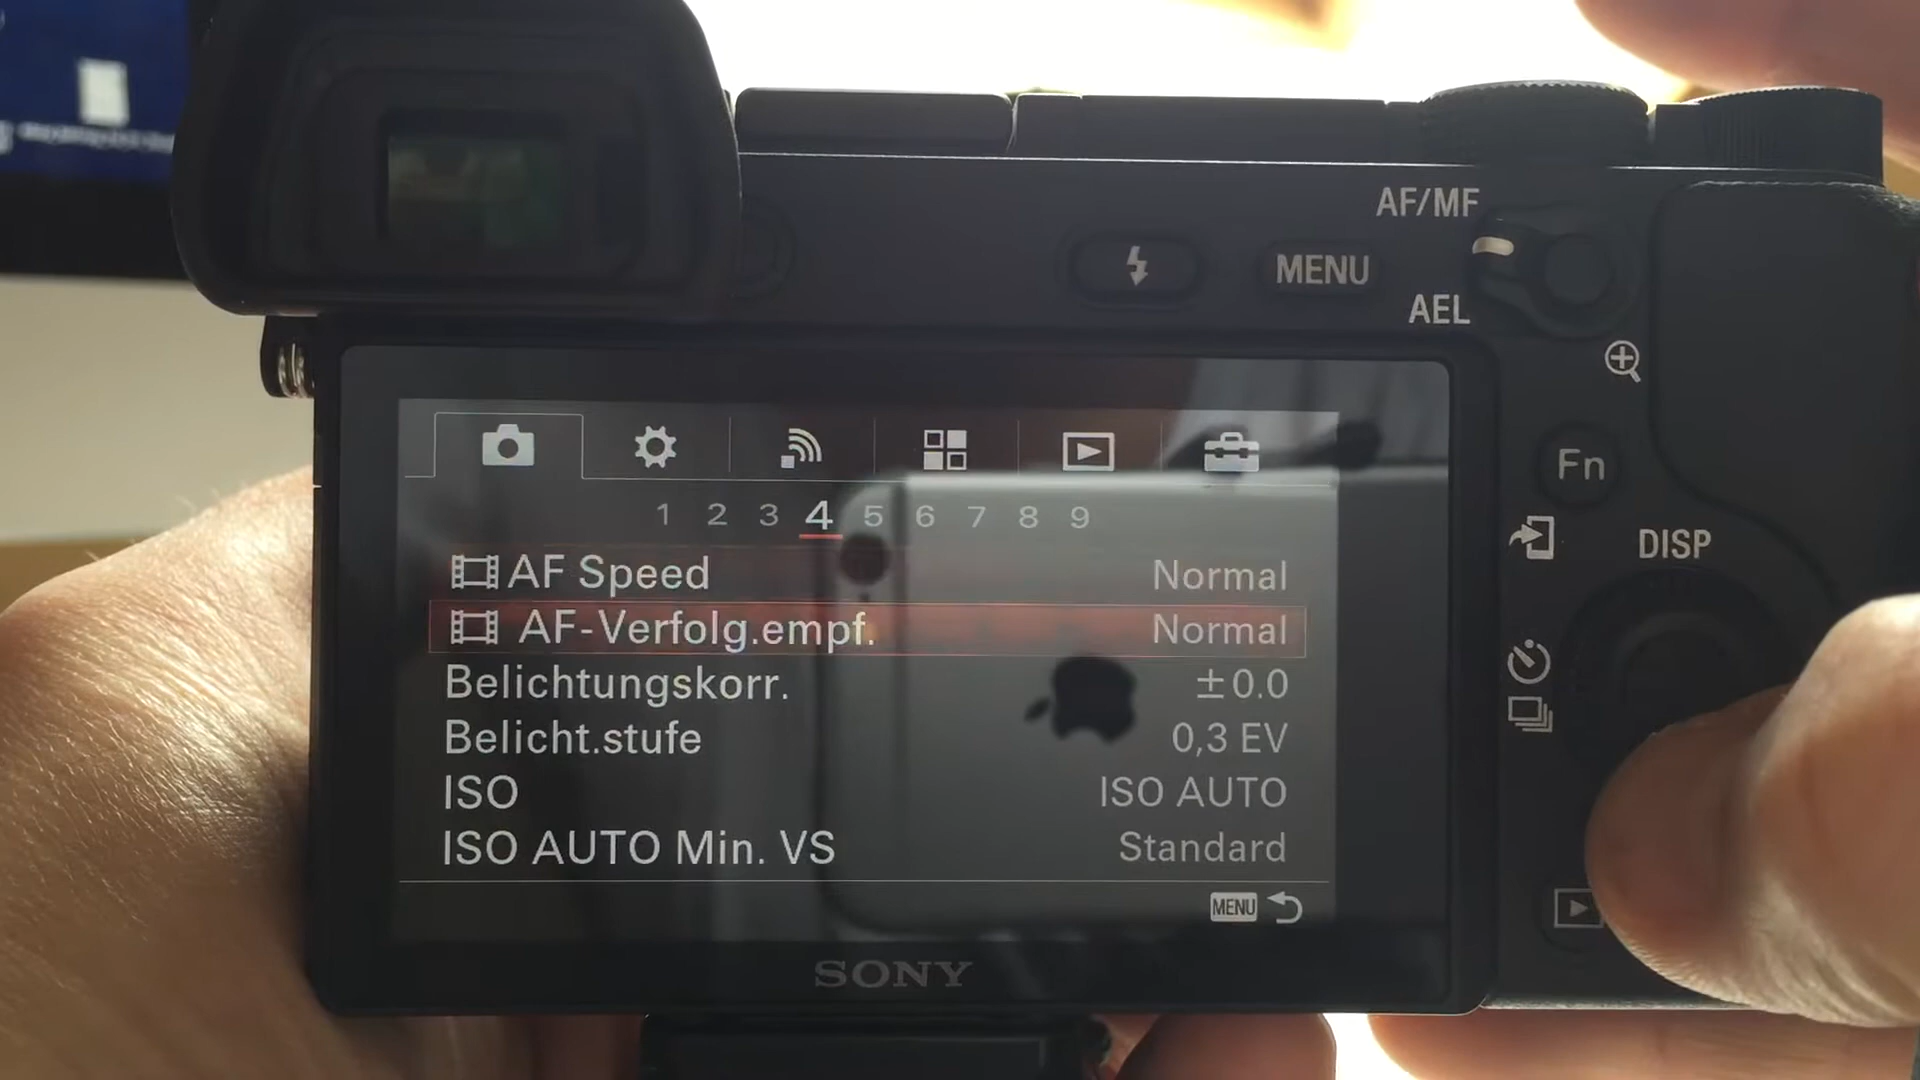 AF/MF
MENU
AEL
Fn
DISP
1 2 3 4 5 6 7 8 9
AF Speed Normal
AF-Verfolg.empf. Normal
Belichtungskorr. ±0.0
Belicht.stufe 0,3 EV
ISO ISO AUTO
ISO AUTO Min. VS Standard
MENU
SONY